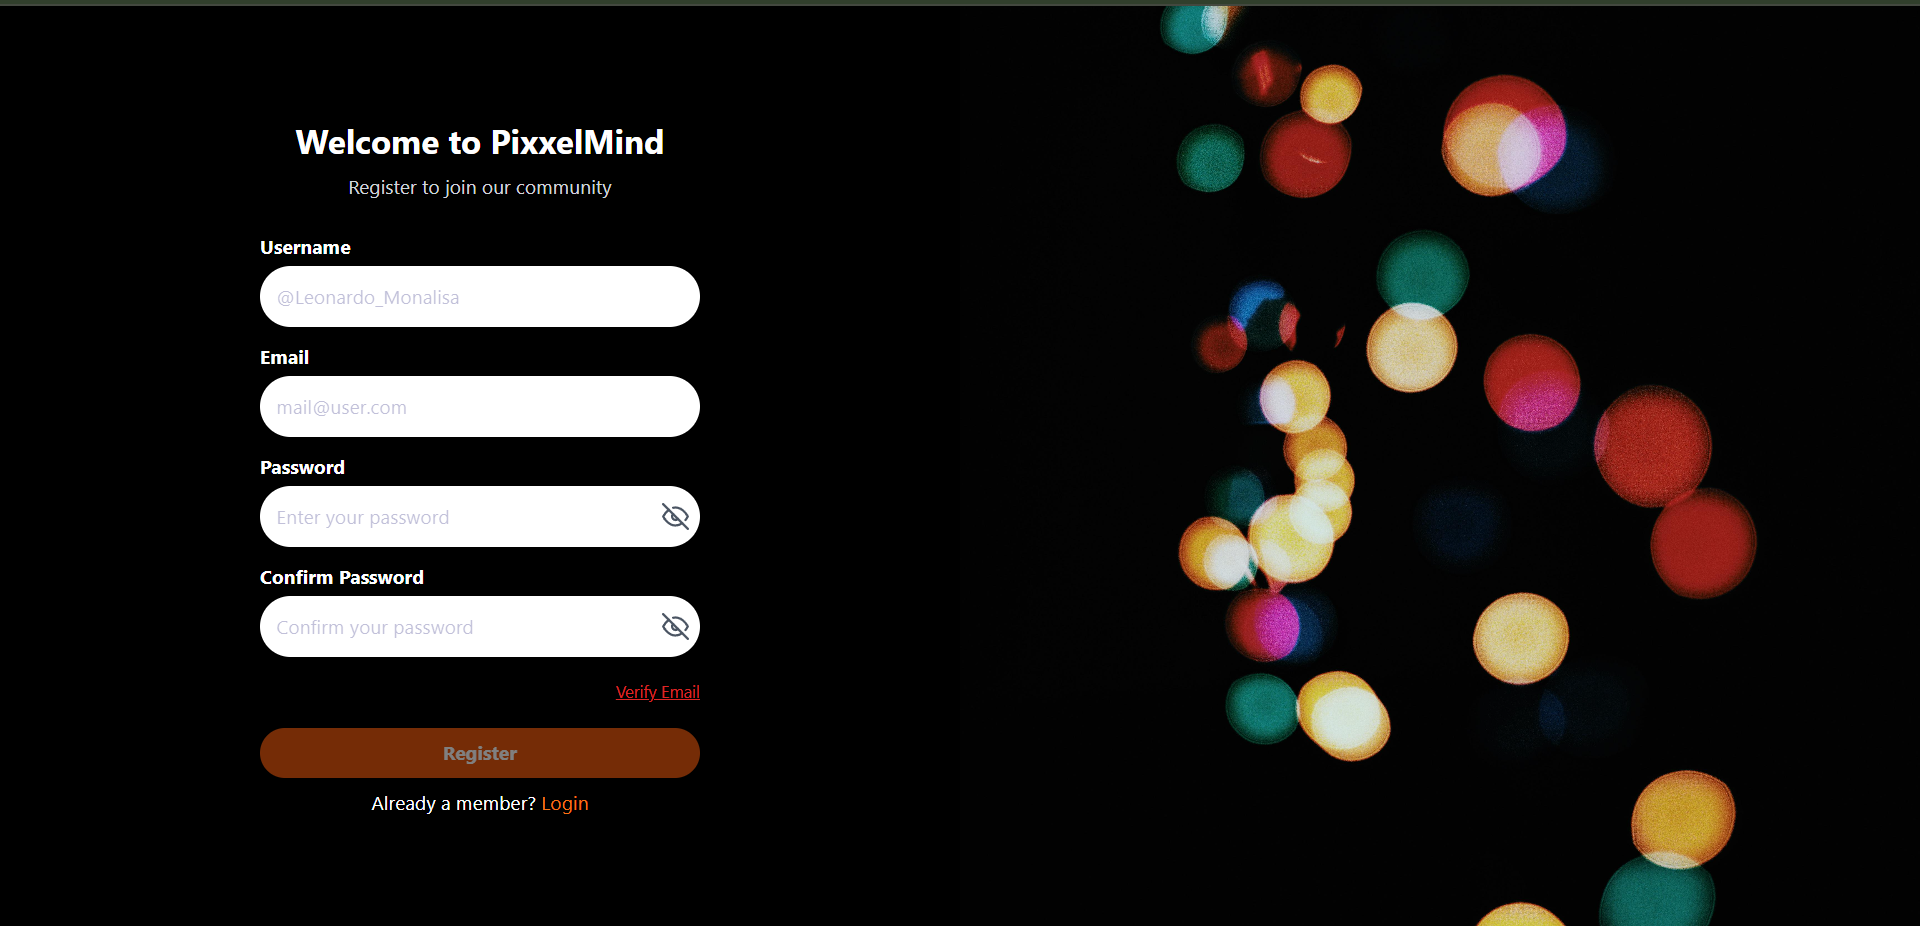 Welcome to PixxelMind
Register to join our community
Username
@Leonardo_Monalisa
Email
mail@user.com
Password
Enter your password
Confirm Password
Confirm your password
Verify Email
Register
Already a member? Login